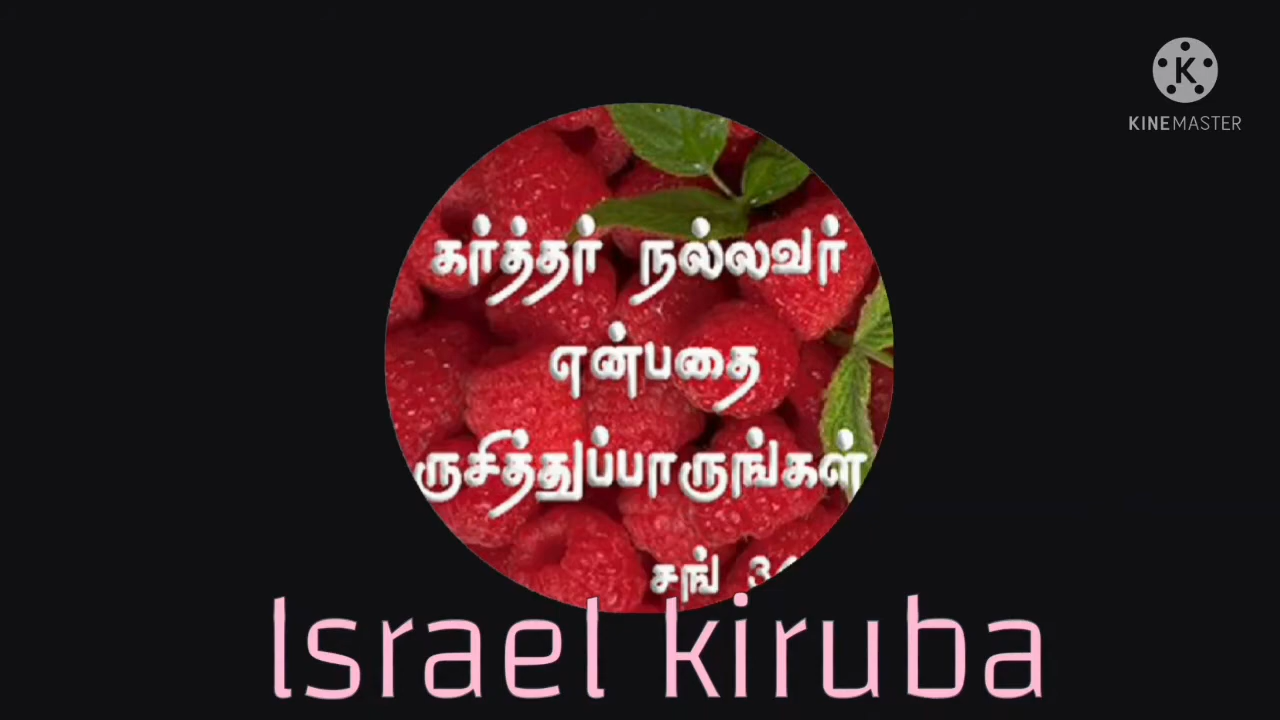 KINEMASTER
கர்த்தர் நல்லவர்
என்பதை
ருசித்துப்பாருங்கள்
சங்
Israel kiruba